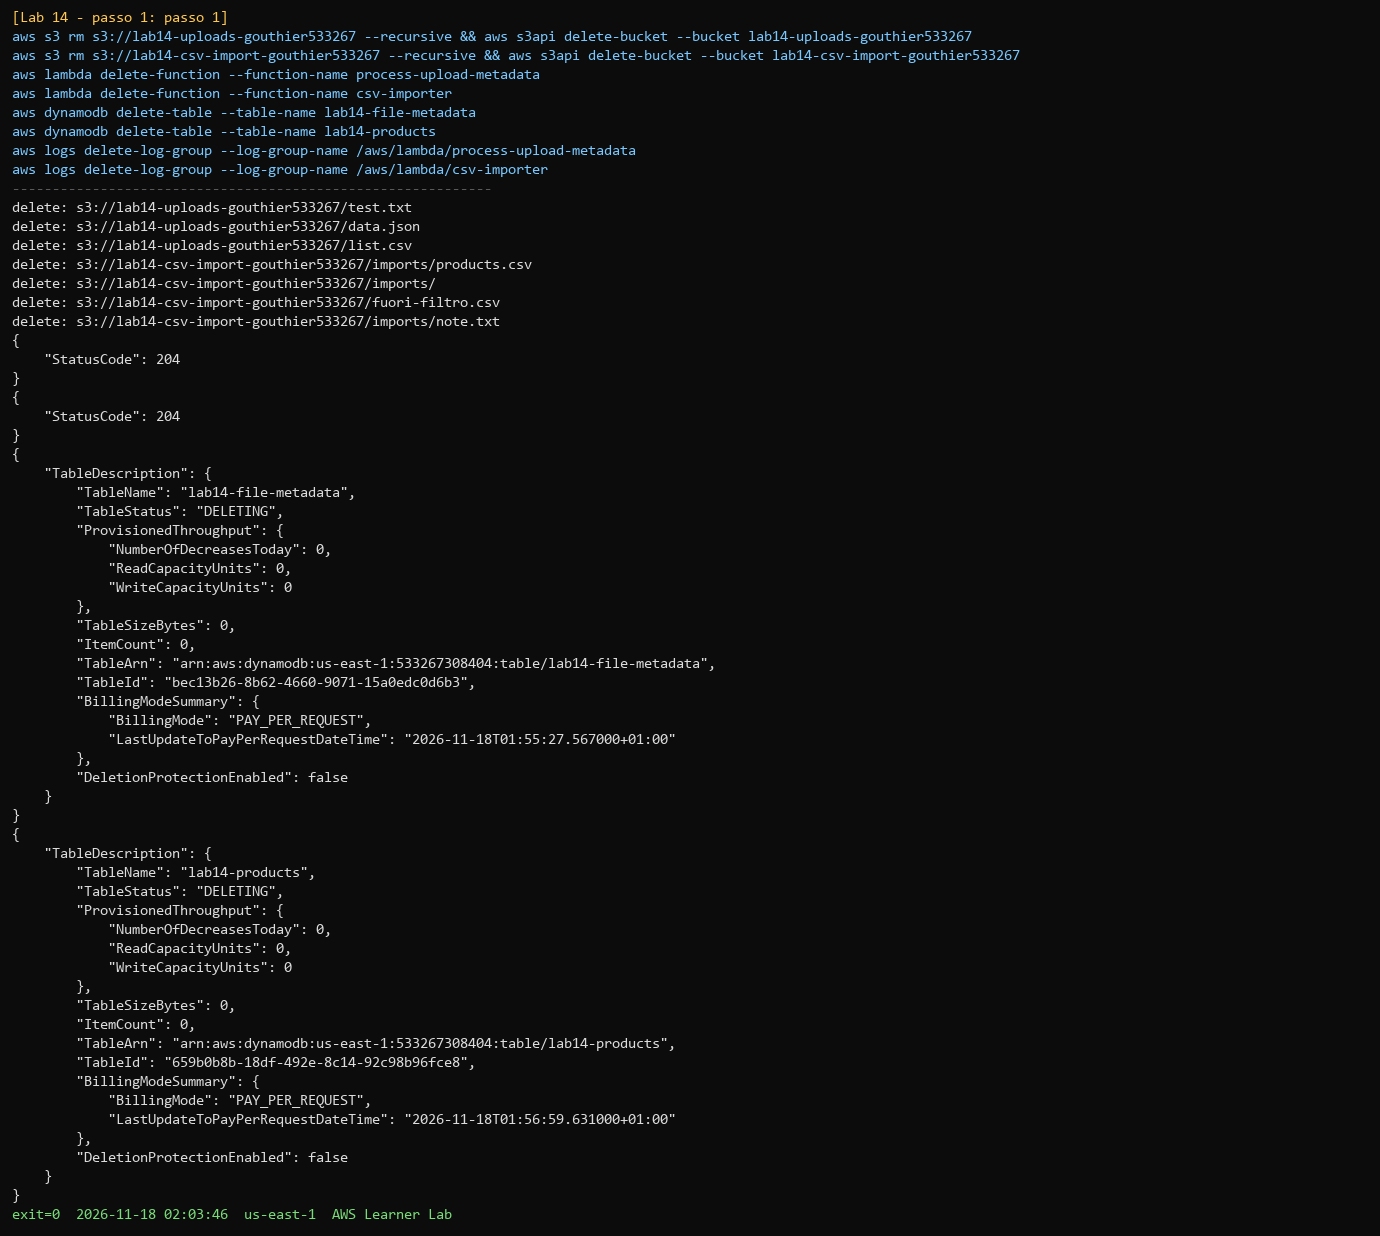 [Lab 14 - passo 1: passo 1]
aws s3 rm s3://lab14-uploads-gouthier533267 --recursive && aws s3api delete-bucket --bucket lab14-uploads-gouthier533267
aws s3 rm s3://lab14-csv-import-gouthier533267 --recursive && aws s3api delete-bucket --bucket lab14-csv-import-gouthier533267
aws lambda delete-function --function-name process-upload-metadata
aws lambda delete-function --function-name csv-importer
aws dynamodb delete-table --table-name lab14-file-metadata
aws dynamodb delete-table --table-name lab14-products
aws logs delete-log-group --log-group-name /aws/lambda/process-upload-metadata
aws logs delete-log-group --log-group-name /aws/lambda/csv-importer
------------------------------------------------------------
delete: s3://lab14-uploads-gouthier533267/test.txt
delete: s3://lab14-uploads-gouthier533267/data.json
delete: s3://lab14-uploads-gouthier533267/list.csv
delete: s3://lab14-csv-import-gouthier533267/imports/products.csv
delete: s3://lab14-csv-import-gouthier533267/imports/
delete: s3://lab14-csv-import-gouthier533267/fuori-filtro.csv
delete: s3://lab14-csv-import-gouthier533267/imports/note.txt
{
    "StatusCode": 204
}
{
    "StatusCode": 204
}
{
    "TableDescription": {
        "TableName": "lab14-file-metadata",
        "TableStatus": "DELETING",
        "ProvisionedThroughput": {
            "NumberOfDecreasesToday": 0,
            "ReadCapacityUnits": 0,
            "WriteCapacityUnits": 0
        },
        "TableSizeBytes": 0,
        "ItemCount": 0,
        "TableArn": "arn:aws:dynamodb:us-east-1:533267308404:table/lab14-file-metadata",
        "TableId": "bec13b26-8b62-4660-9071-15a0edc0d6b3",
        "BillingModeSummary": {
            "BillingMode": "PAY_PER_REQUEST",
            "LastUpdateToPayPerRequestDateTime": "2026-11-18T01:55:27.567000+01:00"
        },
        "DeletionProtectionEnabled": false
    }
}
{
    "TableDescription": {
        "TableName": "lab14-products",
        "TableStatus": "DELETING",
        "ProvisionedThroughput": {
            "NumberOfDecreasesToday": 0,
            "ReadCapacityUnits": 0,
            "WriteCapacityUnits": 0
        },
        "TableSizeBytes": 0,
        "ItemCount": 0,
        "TableArn": "arn:aws:dynamodb:us-east-1:533267308404:table/lab14-products",
        "TableId": "659b0b8b-18df-492e-8c14-92c98b96fce8",
        "BillingModeSummary": {
            "BillingMode": "PAY_PER_REQUEST",
            "LastUpdateToPayPerRequestDateTime": "2026-11-18T01:56:59.631000+01:00"
        },
        "DeletionProtectionEnabled": false
    }
}
exit=0  2026-11-18 02:03:46  us-east-1  AWS Learner Lab